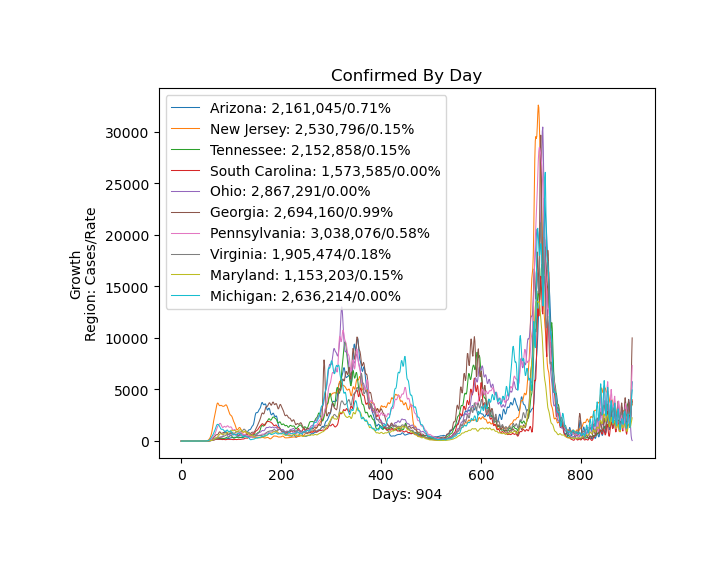 Confirmed By Day
Arizona: 2,161,045/0.71%
New Jersey: 2,530,796/0.15%
Tennessee: 2,152,858/0.15%
South Carolina: 1,573,585/0.00%
Ohio: 2,867,291/0.00%
Georgia: 2,694,160/0.99%
Pennsylvania: 3,038,076/0.58%
Virginia: 1,905,474/0.18%
Maryland: 1,153,203/0.15%
Michigan: 2,636,214/0.00%
Growth
Region: Cases/Rate
30000
25000
20000
15000
10000
5000
0
0 200 400 600 800
Days: 904